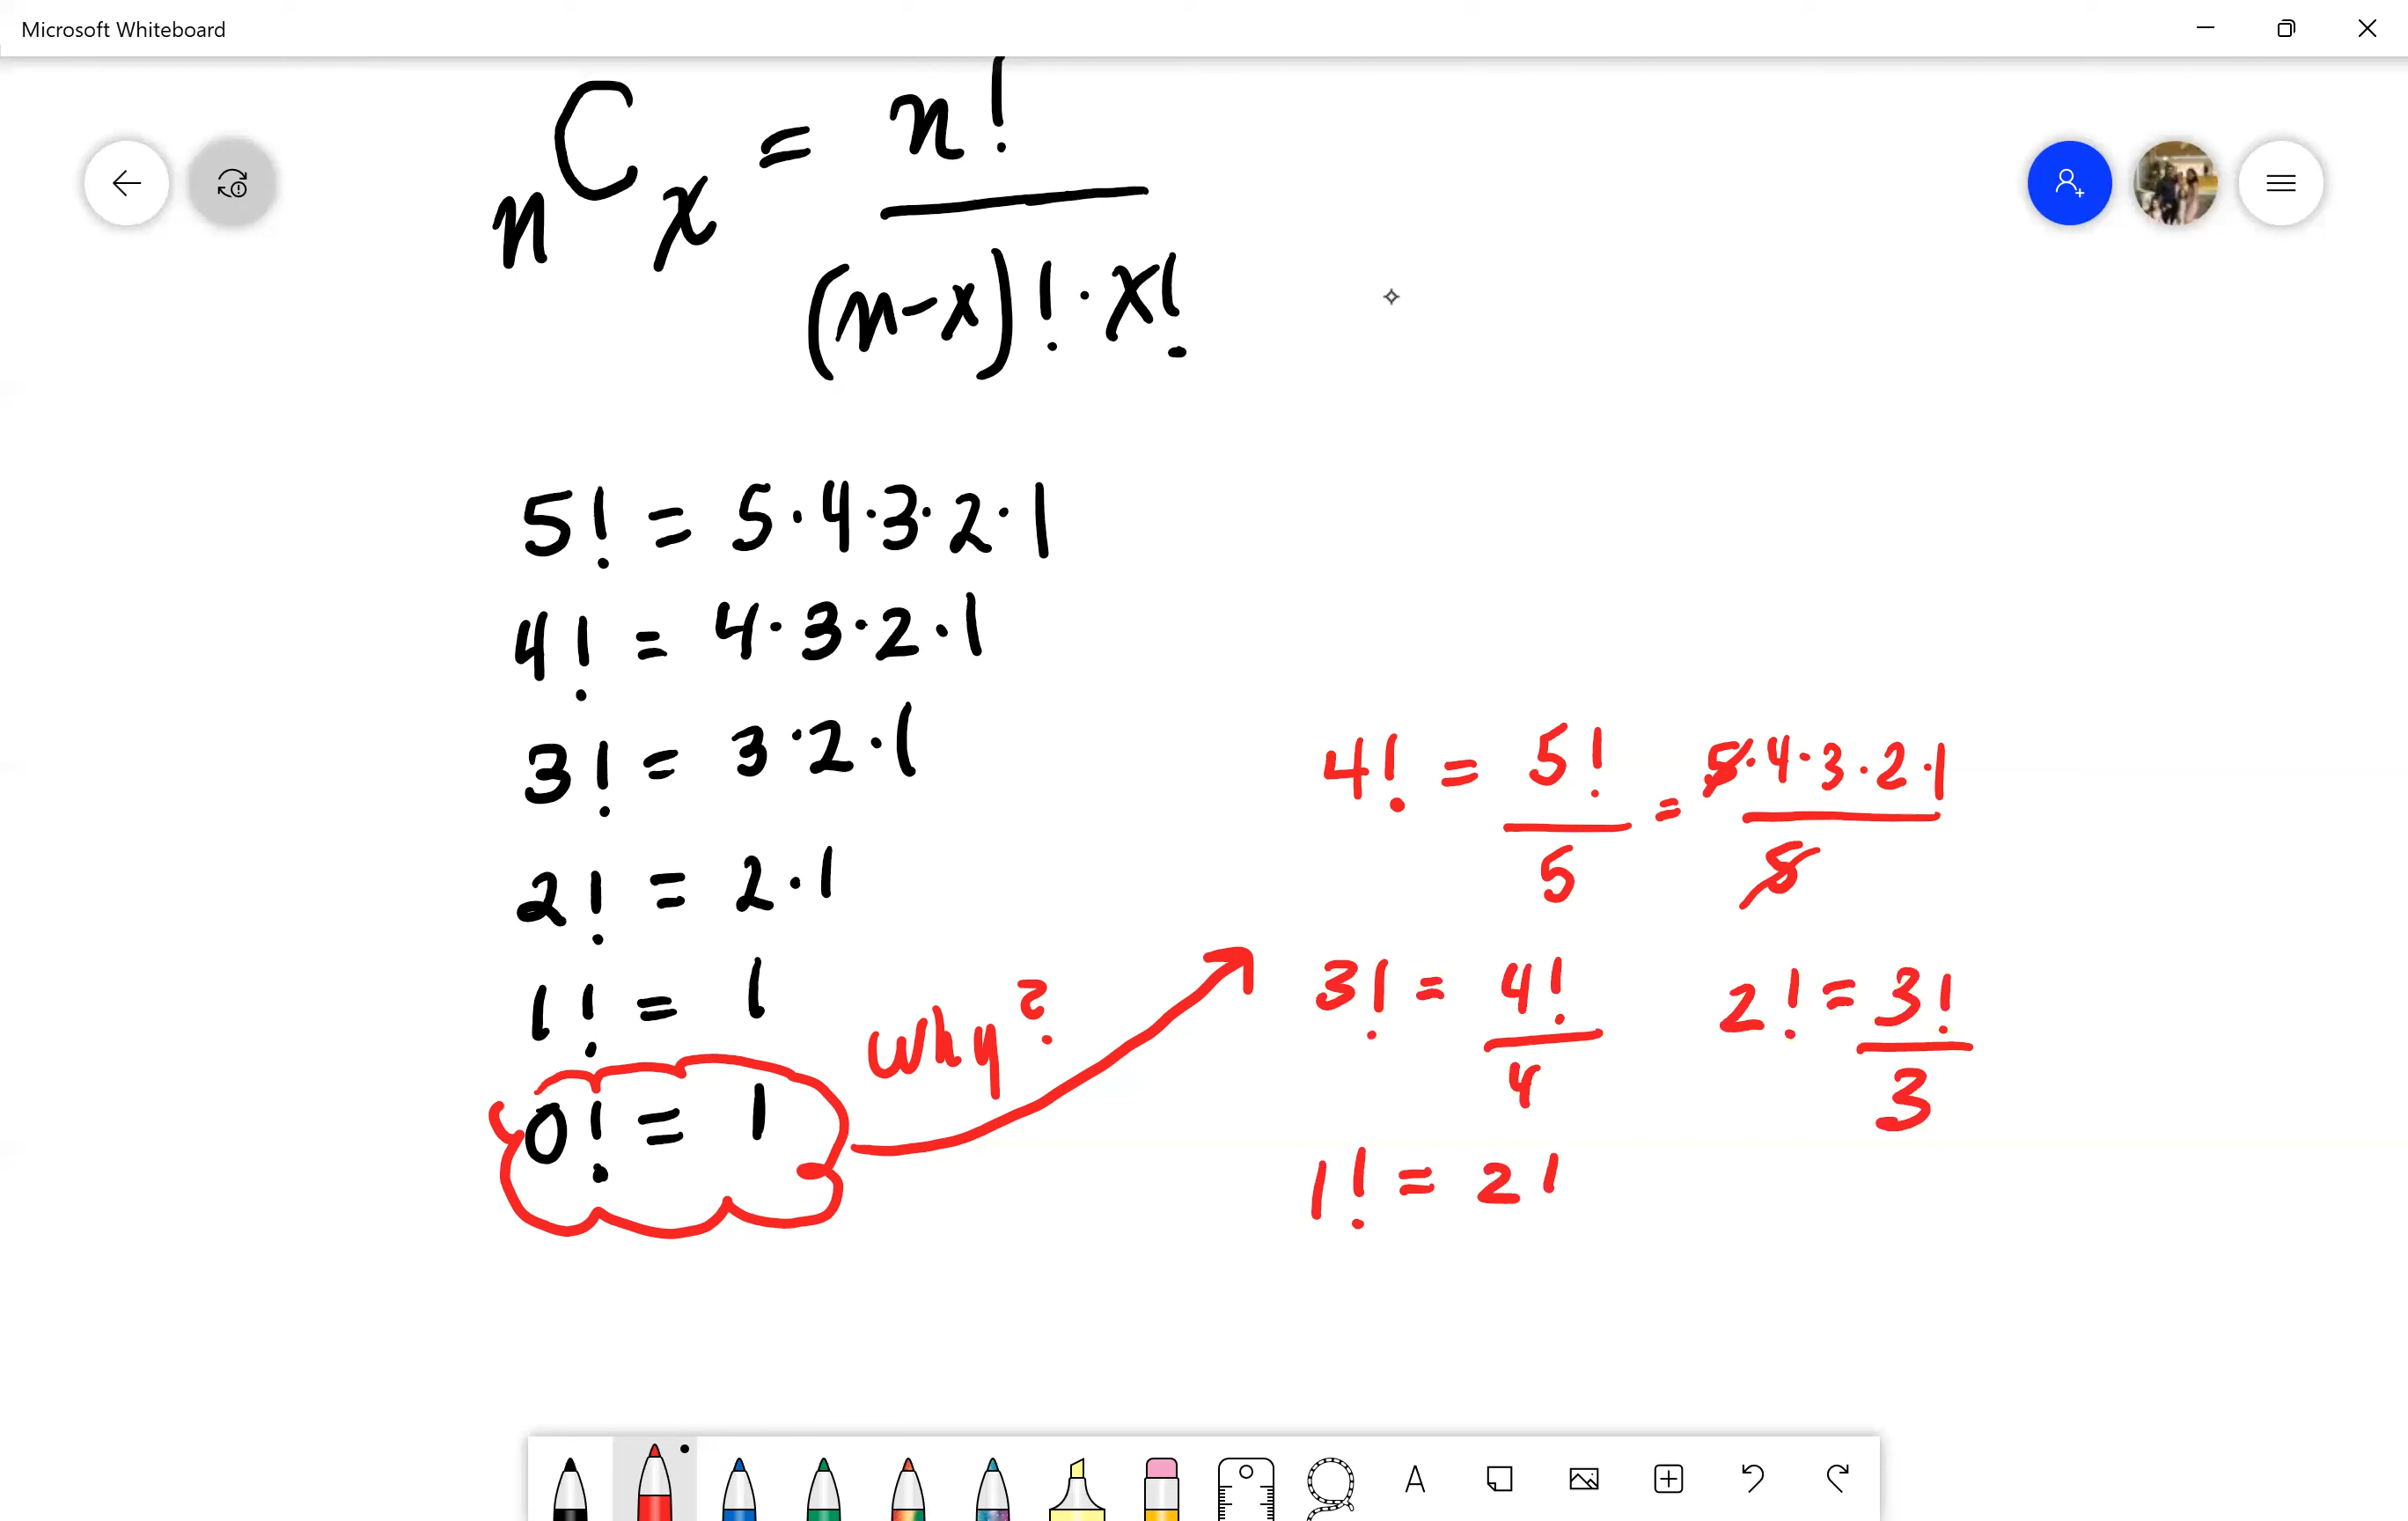 Microsoft Whiteboard
nCx = n!
(n-x)!·x!
5! = 5·4·3·2·1
4! = 4·3·2·1
3! = 3·2·1
2! = 2·1
1! = 1
0! = 1
why?
4! = 5! = 5·4·3·2·1
5 5
3! = 4! 2! = 3!
4 3
1! = 2!